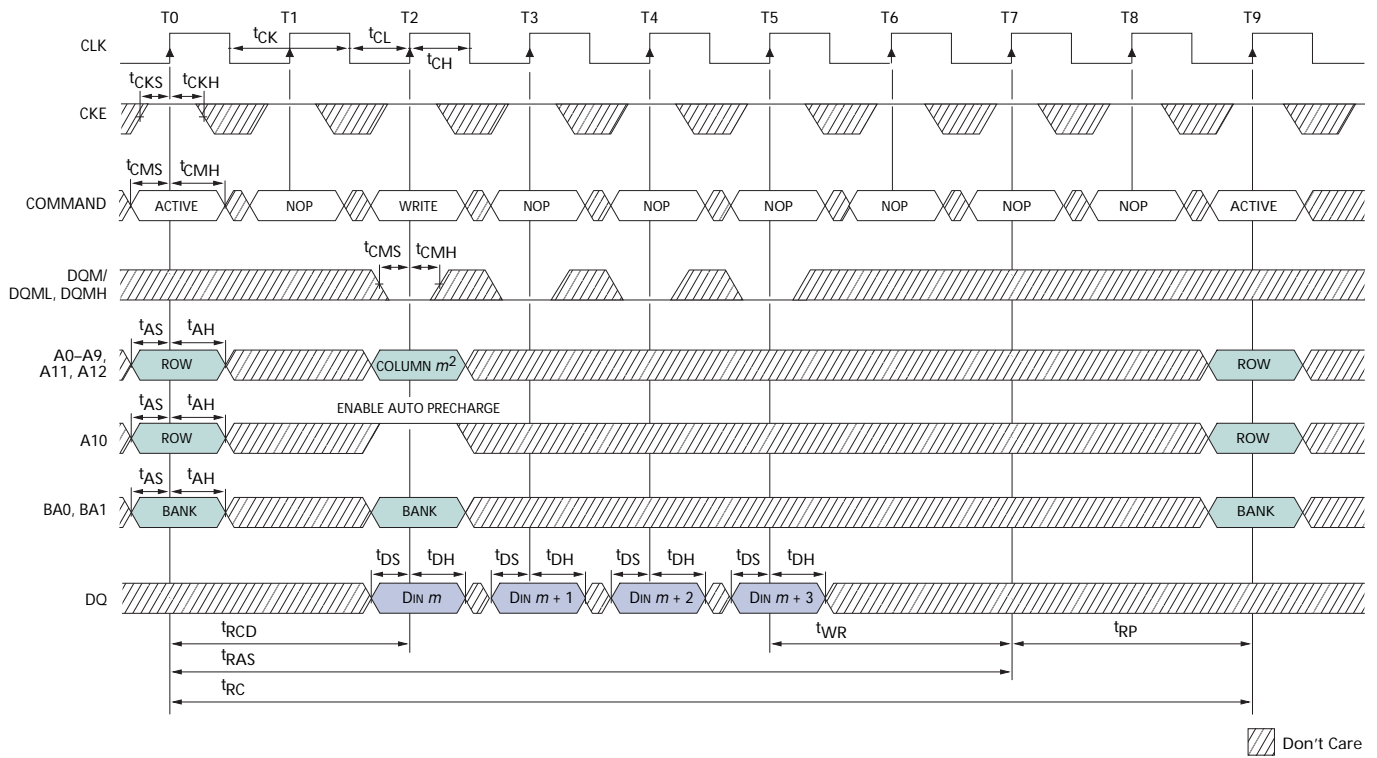 T0 T1 T2 T3 T4 T5 T6 T7 T8 T9
CLK
tCK tCL
tCH
tCKS tCKH
CKE
tCMS tCMH
COMMAND ACTIVE NOP WRITE NOP NOP NOP NOP NOP NOP ACTIVE
tCMS tCMH
DQM/
DQML, DQMH
tAS tAH
A0–A9,
A11, A12
ROW COLUMN m2 ROW
tAS tAH
ENABLE AUTO PRECHARGE
A10 ROW ROW
tAS tAH
BA0, BA1 BANK BANK BANK
tDS tDH tDS tDH tDS tDH tDS tDH
DQ DIN m DIN m + 1 DIN m + 2 DIN m + 3
tRCD tWR tRP
tRAS
tRC
Don't Care